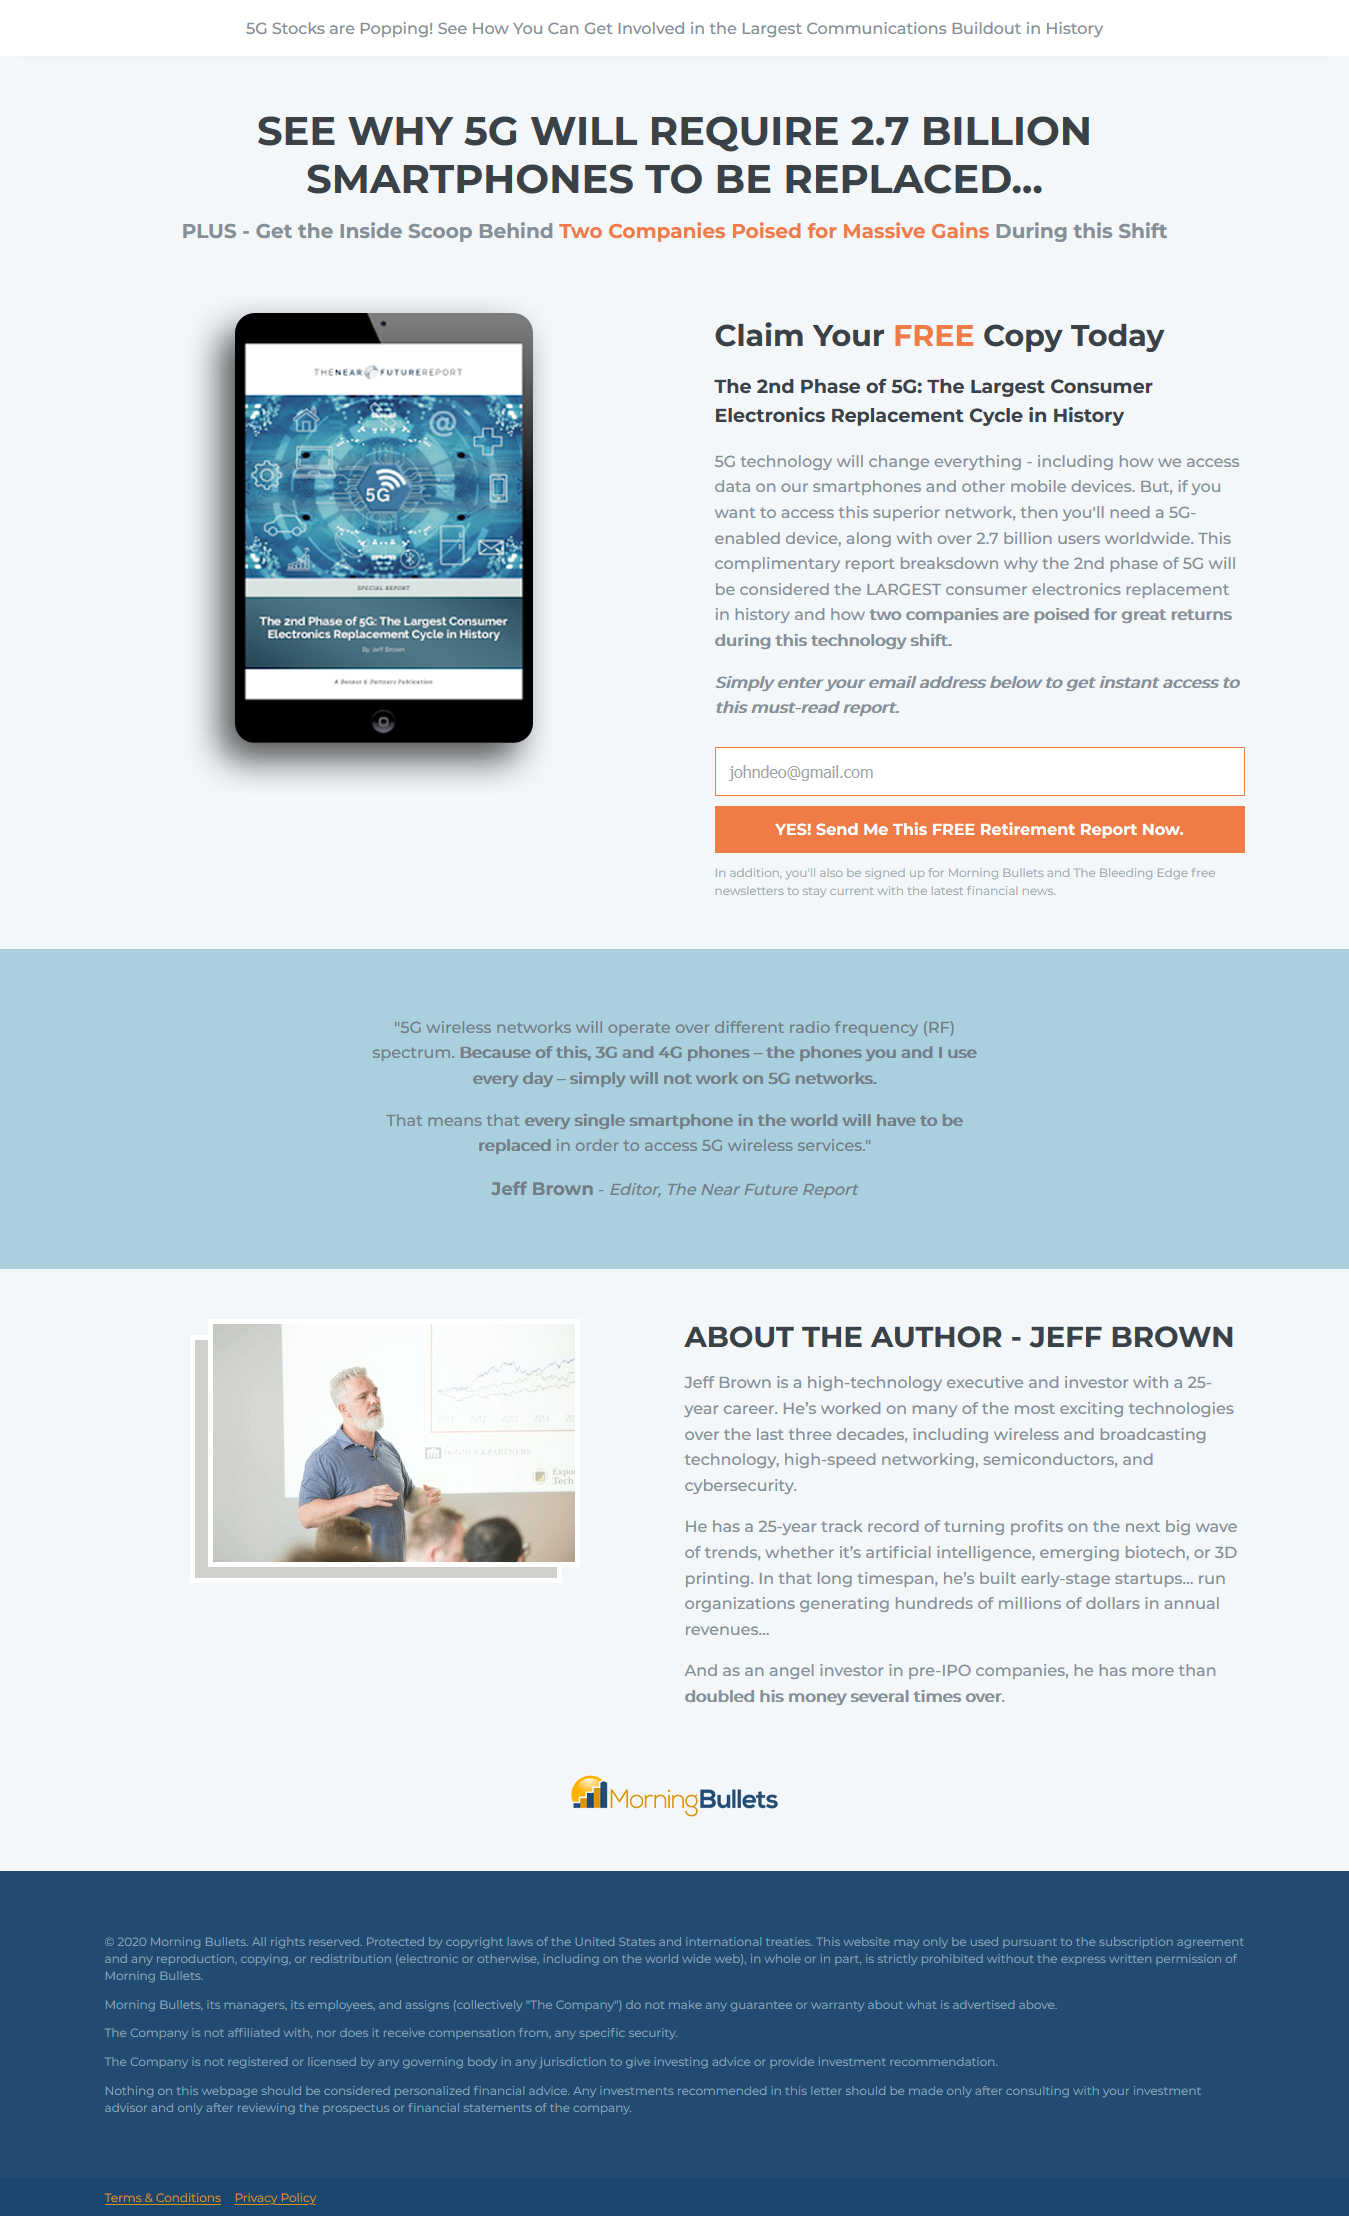 5G Stocks are Popping! See How You Can Get Involved in the Largest Communications Buildout in History
SEE WHY 5G WILL REQUIRE 2.7 BILLION
SMARTPHONES TO BE REPLACED...
PLUS - Get the Inside Scoop Behind Two Companies Poised for Massive Gains During this Shift
THENEAR FUTUREREPORT
5G
SPECIAL REPORT
The 2nd Phase of 5G: The Largest Consumer
Electronics Replacement Cycle in History
By Jeff Brown
A Bonner & Partners Publication
Claim Your FREE Copy Today
The 2nd Phase of 5G: The Largest Consumer
Electronics Replacement Cycle in History
5G technology will change everything - including how we access
data on our smartphones and other mobile devices. But, if you
want to access this superior network, then you'll need a 5G-
enabled device, along with over 2.7 billion users worldwide. This
complimentary report breaksdown why the 2nd phase of 5G will
be considered the LARGEST consumer electronics replacement
in history and how two companies are poised for great returns
during this technology shift.
Simply enter your email address below to get instant access to
this must-read report.
johndeo@gmail.com
YES! Send Me This FREE Retirement Report Now.
In addition, you'll also be signed up for Morning Bullets and The Bleeding Edge free
newsletters to stay current with the latest financial news.
"5G wireless networks will operate over different radio frequency (RF)
spectrum. Because of this, 3G and 4G phones – the phones you and I use
every day – simply will not work on 5G networks.
That means that every single smartphone in the world will have to be
replaced in order to access 5G wireless services."
Jeff Brown - Editor, The Near Future Report
2011 2012 2013 2014 20
BONNER & PARTNERS
Expo
Tech
ABOUT THE AUTHOR - JEFF BROWN
Jeff Brown is a high-technology executive and investor with a 25-
year career. He’s worked on many of the most exciting technologies
over the last three decades, including wireless and broadcasting
technology, high-speed networking, semiconductors, and
cybersecurity.
He has a 25-year track record of turning profits on the next big wave
of trends, whether it’s artificial intelligence, emerging biotech, or 3D
printing. In that long timespan, he’s built early-stage startups... run
organizations generating hundreds of millions of dollars in annual
revenues...
And as an angel investor in pre-IPO companies, he has more than
doubled his money several times over.
MorningBullets
© 2020 Morning Bullets. All rights reserved. Protected by copyright laws of the United States and international treaties. This website may only be used pursuant to the subscription agreement
and any reproduction, copying, or redistribution (electronic or otherwise, including on the world wide web), in whole or in part, is strictly prohibited without the express written permission of
Morning Bullets.
Morning Bullets, its managers, its employees, and assigns (collectively "The Company") do not make any guarantee or warranty about what is advertised above.
The Company is not affiliated with, nor does it receive compensation from, any specific security.
The Company is not registered or licensed by any governing body in any jurisdiction to give investing advice or provide investment recommendation.
Nothing on this webpage should be considered personalized financial advice. Any investments recommended in this letter should be made only after consulting with your investment
advisor and only after reviewing the prospectus or financial statements of the company.
Terms & Conditions Privacy Policy